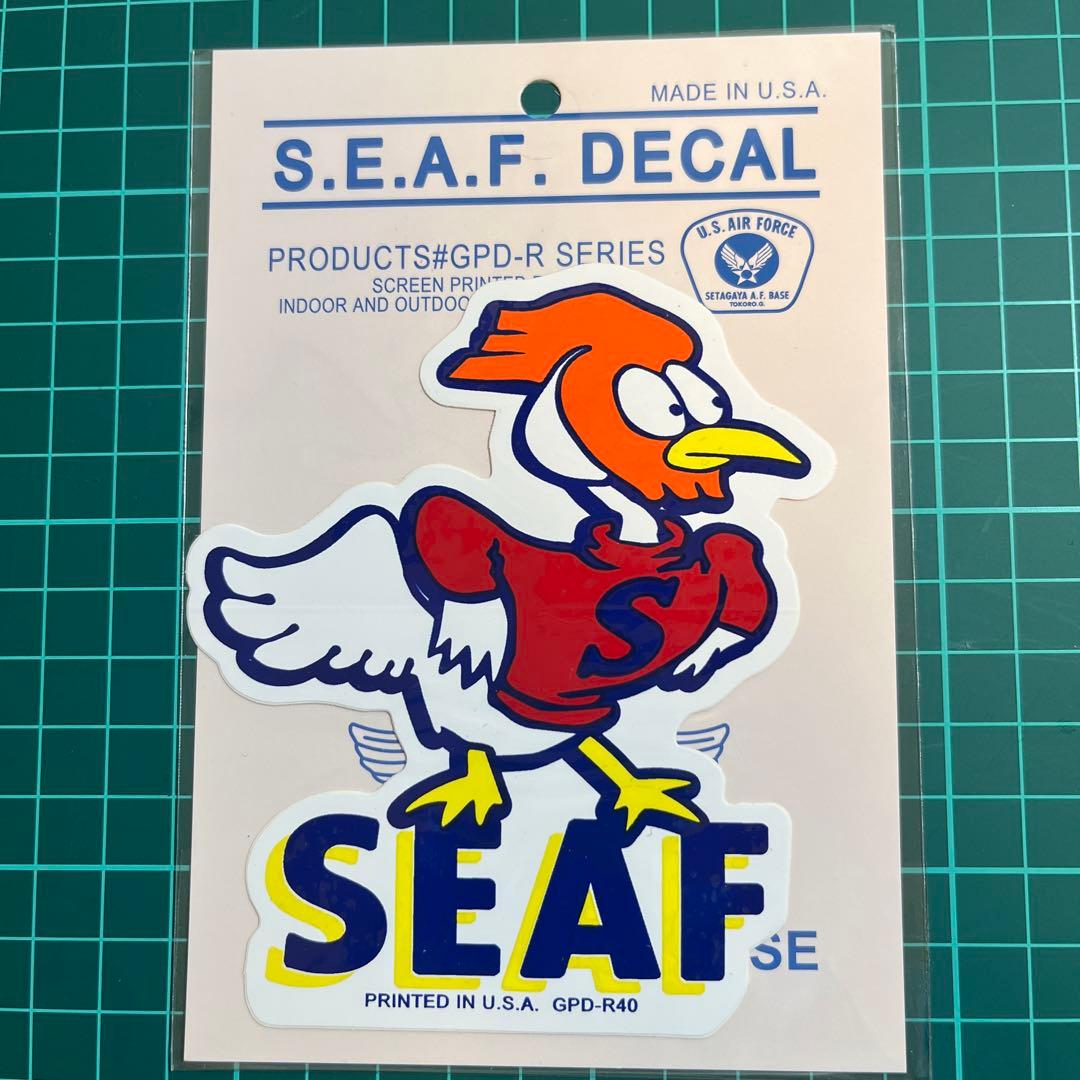 MADE IN U.S.A.
S.E.A.F. DECAL
PRODUCTS#GPD-R SERIES
SCREEN PRINTED
INDOOR AND OUTDOO
U.S. AIR FORCE
SETAGAYA A.F. BASE
TOKORO.G.
S
SEAF
SE
PRINTED IN U.S.A. GPD-R40